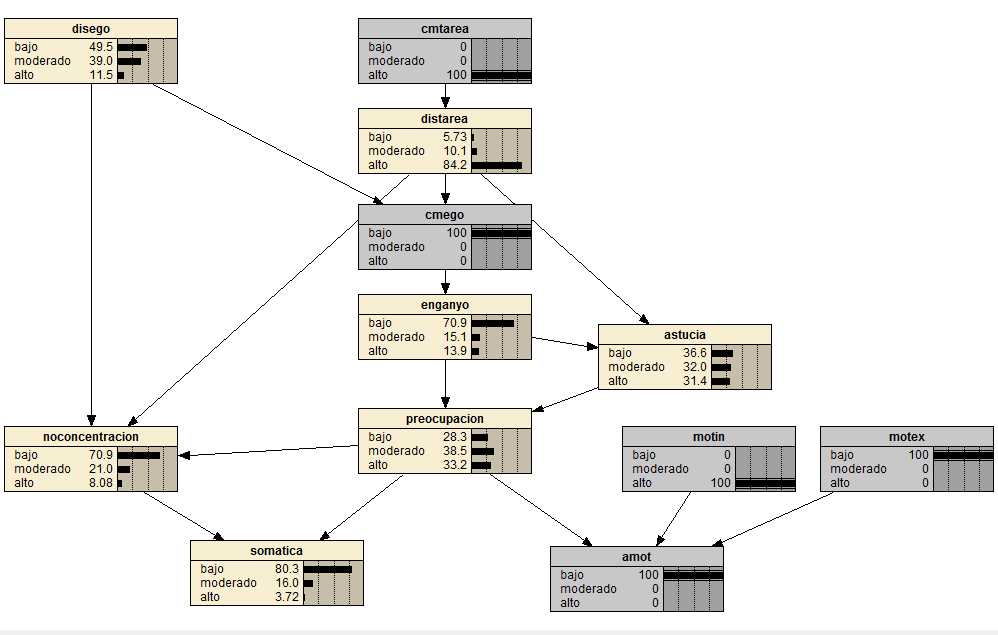 disego
bajo 49.5
moderado 39.0
alto 11.5
cmtarea
bajo 0
moderado 0
alto 100
distarea
bajo 5.73
moderado 10.1
alto 84.2
cmego
bajo 100
moderado 0
alto 0
enganyo
bajo 70.9
moderado 15.1
alto 13.9
astucia
bajo 36.6
moderado 32.0
alto 31.4
preocupacion
bajo 28.3
moderado 38.5
alto 33.2
noconcentracion
bajo 70.9
moderado 21.0
alto 8.08
motin
bajo 0
moderado 0
alto 100
motex
bajo 100
moderado 0
alto 0
somatica
bajo 80.3
moderado 16.0
alto 3.72
amot
bajo 100
moderado 0
alto 0